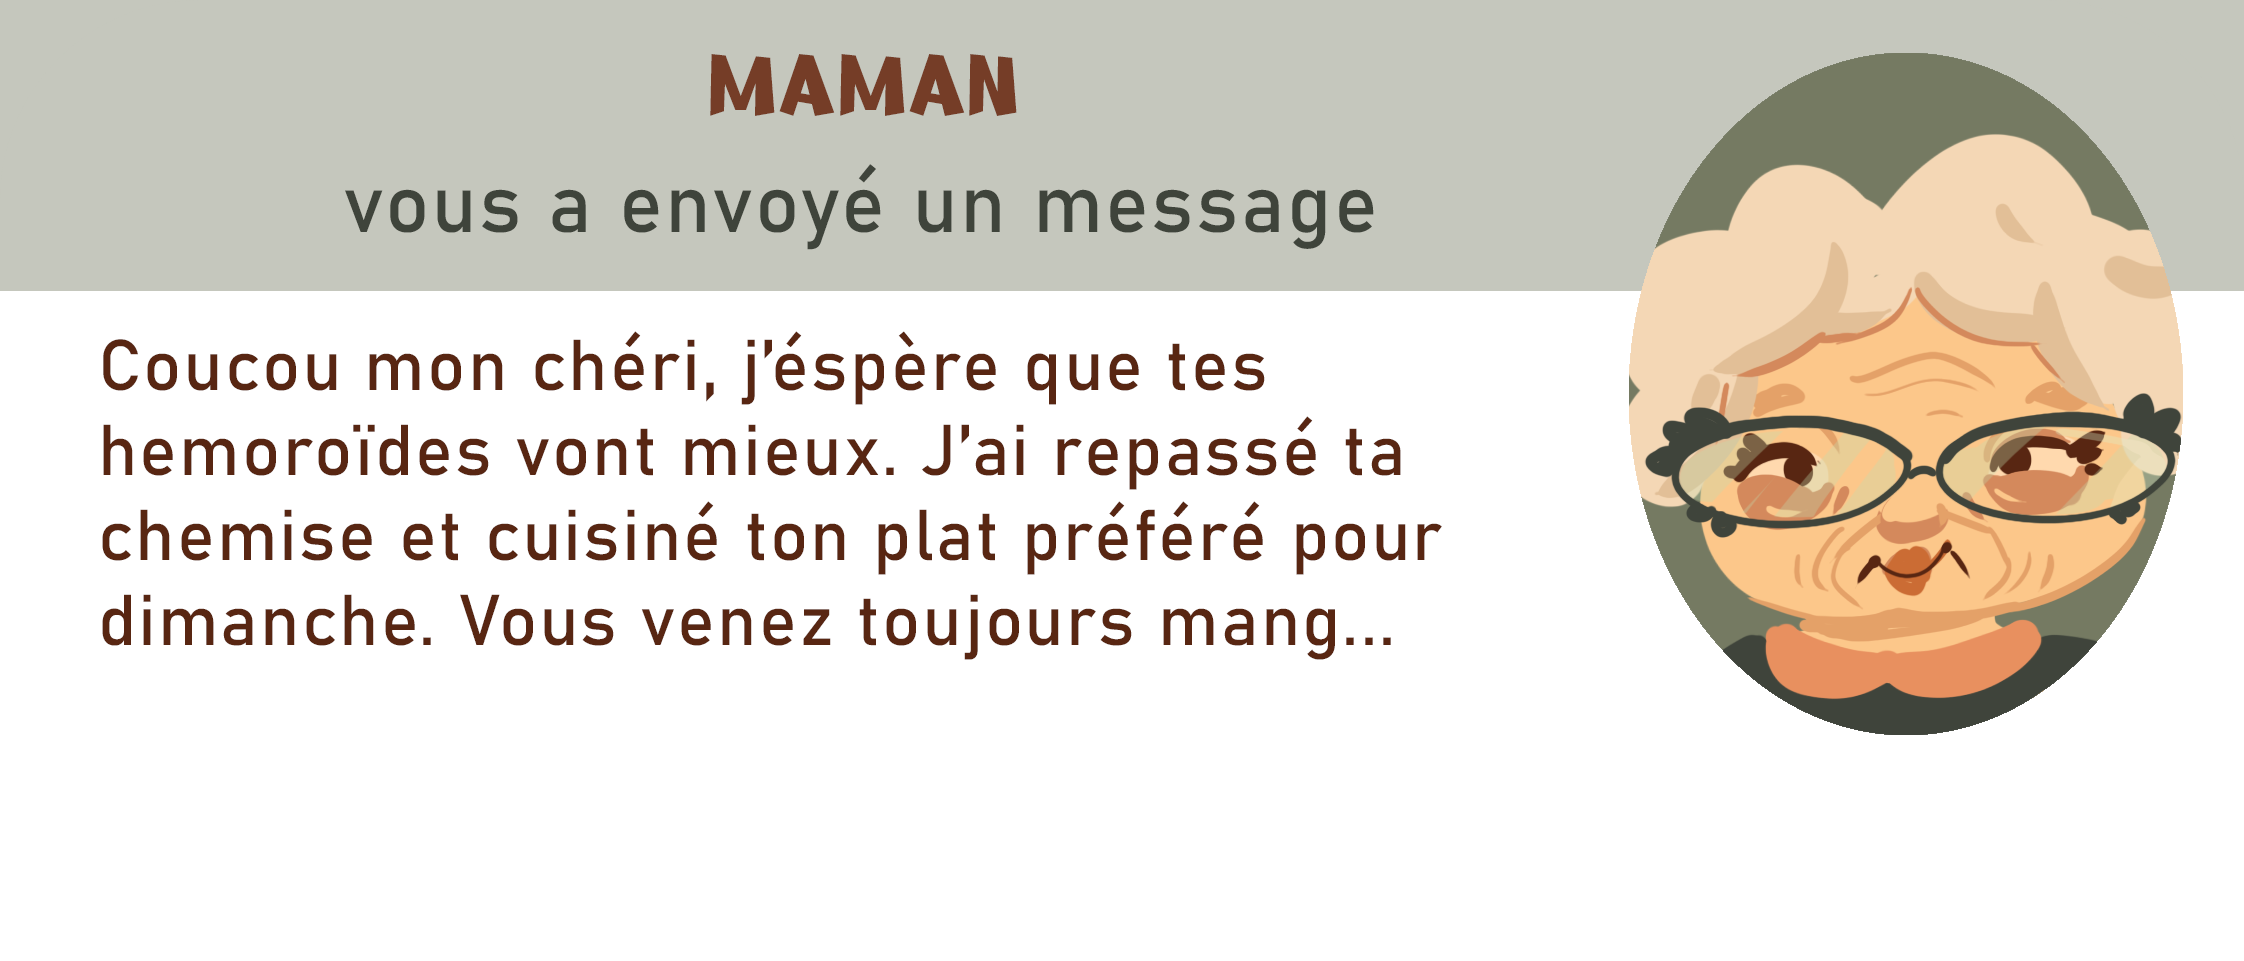 MAMAN
vous a envoyé un message
Coucou mon chéri, j'éspère que tes
hemoroïdes vont mieux. J'ai repassé ta
chemise et cuisiné ton plat préféré pour
dimanche. Vous venez toujours mang...